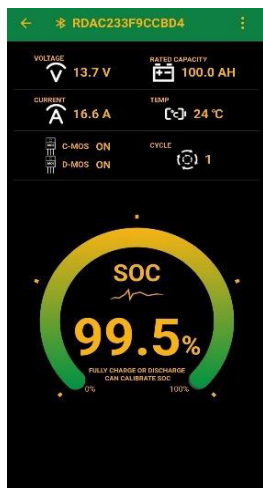 RDAC233F9CCBD4
VOLTAGE
V 13.7 V
RATED CAPACITY
100.0 AH
CURRENT
A 16.6 A
TEMP
℃ 24 ℃
C-MOS ON
D-MOS ON
CYCLE
1
SOC
99.5%
FULLY CHARGE OR DISCHARGE
CAN CALIBRATE SOC
0% 100%